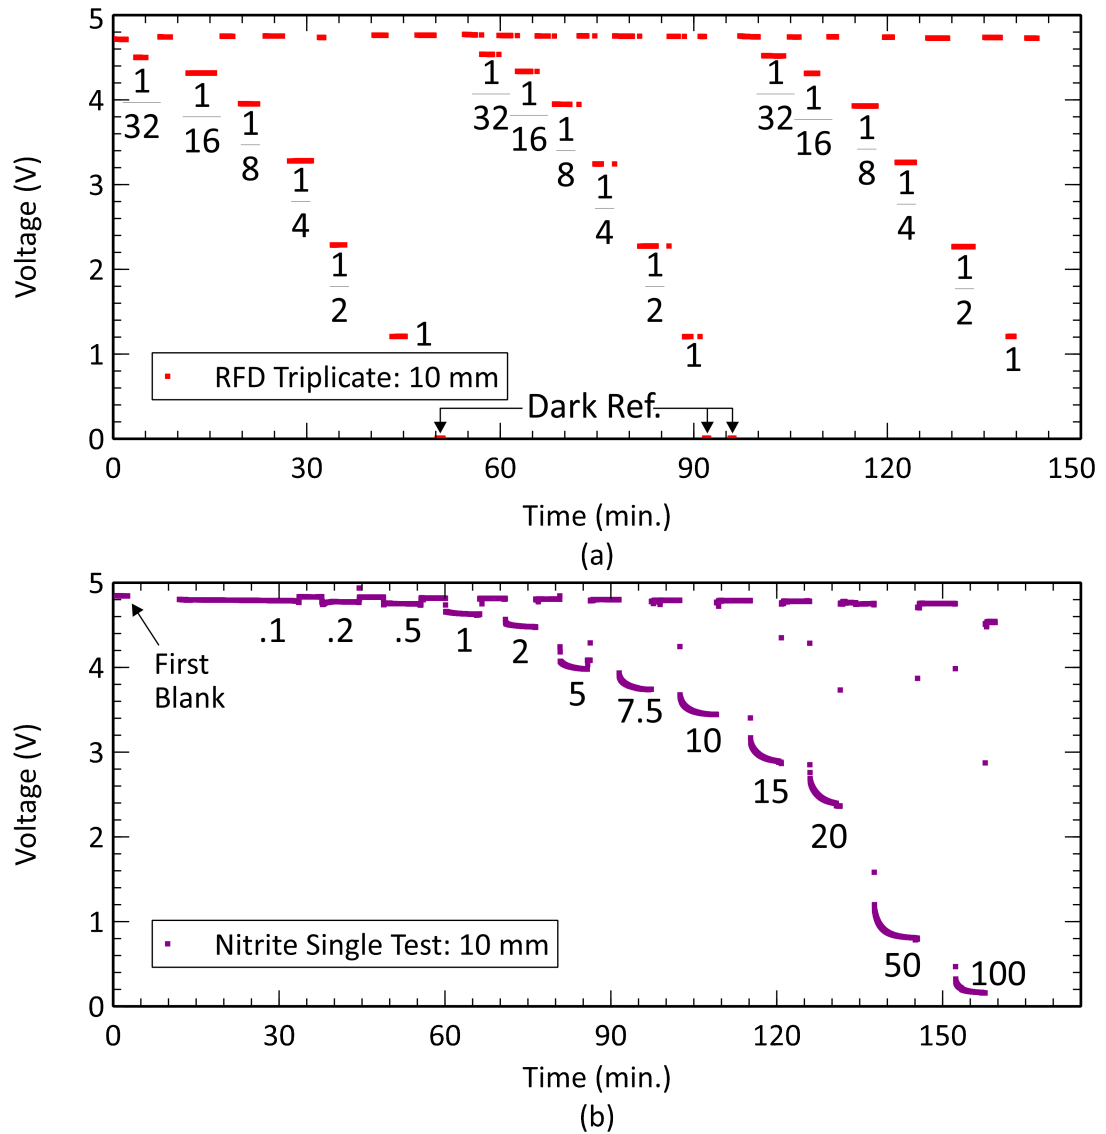 5
4
3
2
1
0
Voltage (V)
1/32
1/16
1/8
1/4
1/2
1
1/32
1/16
1/8
1/4
1/2
1
1/32
1/16
1/8
1/4
1/2
1
RFD Triplicate: 10 mm
Dark Ref.
0 30 60 90 120 150
Time (min.)
(a)
5
4
3
2
1
0
Voltage (V)
First
Blank
.1 .2 .5 1 2 5 7.5 10 15 20 50 100
Nitrite Single Test: 10 mm
0 30 60 90 120 150
Time (min.)
(b)